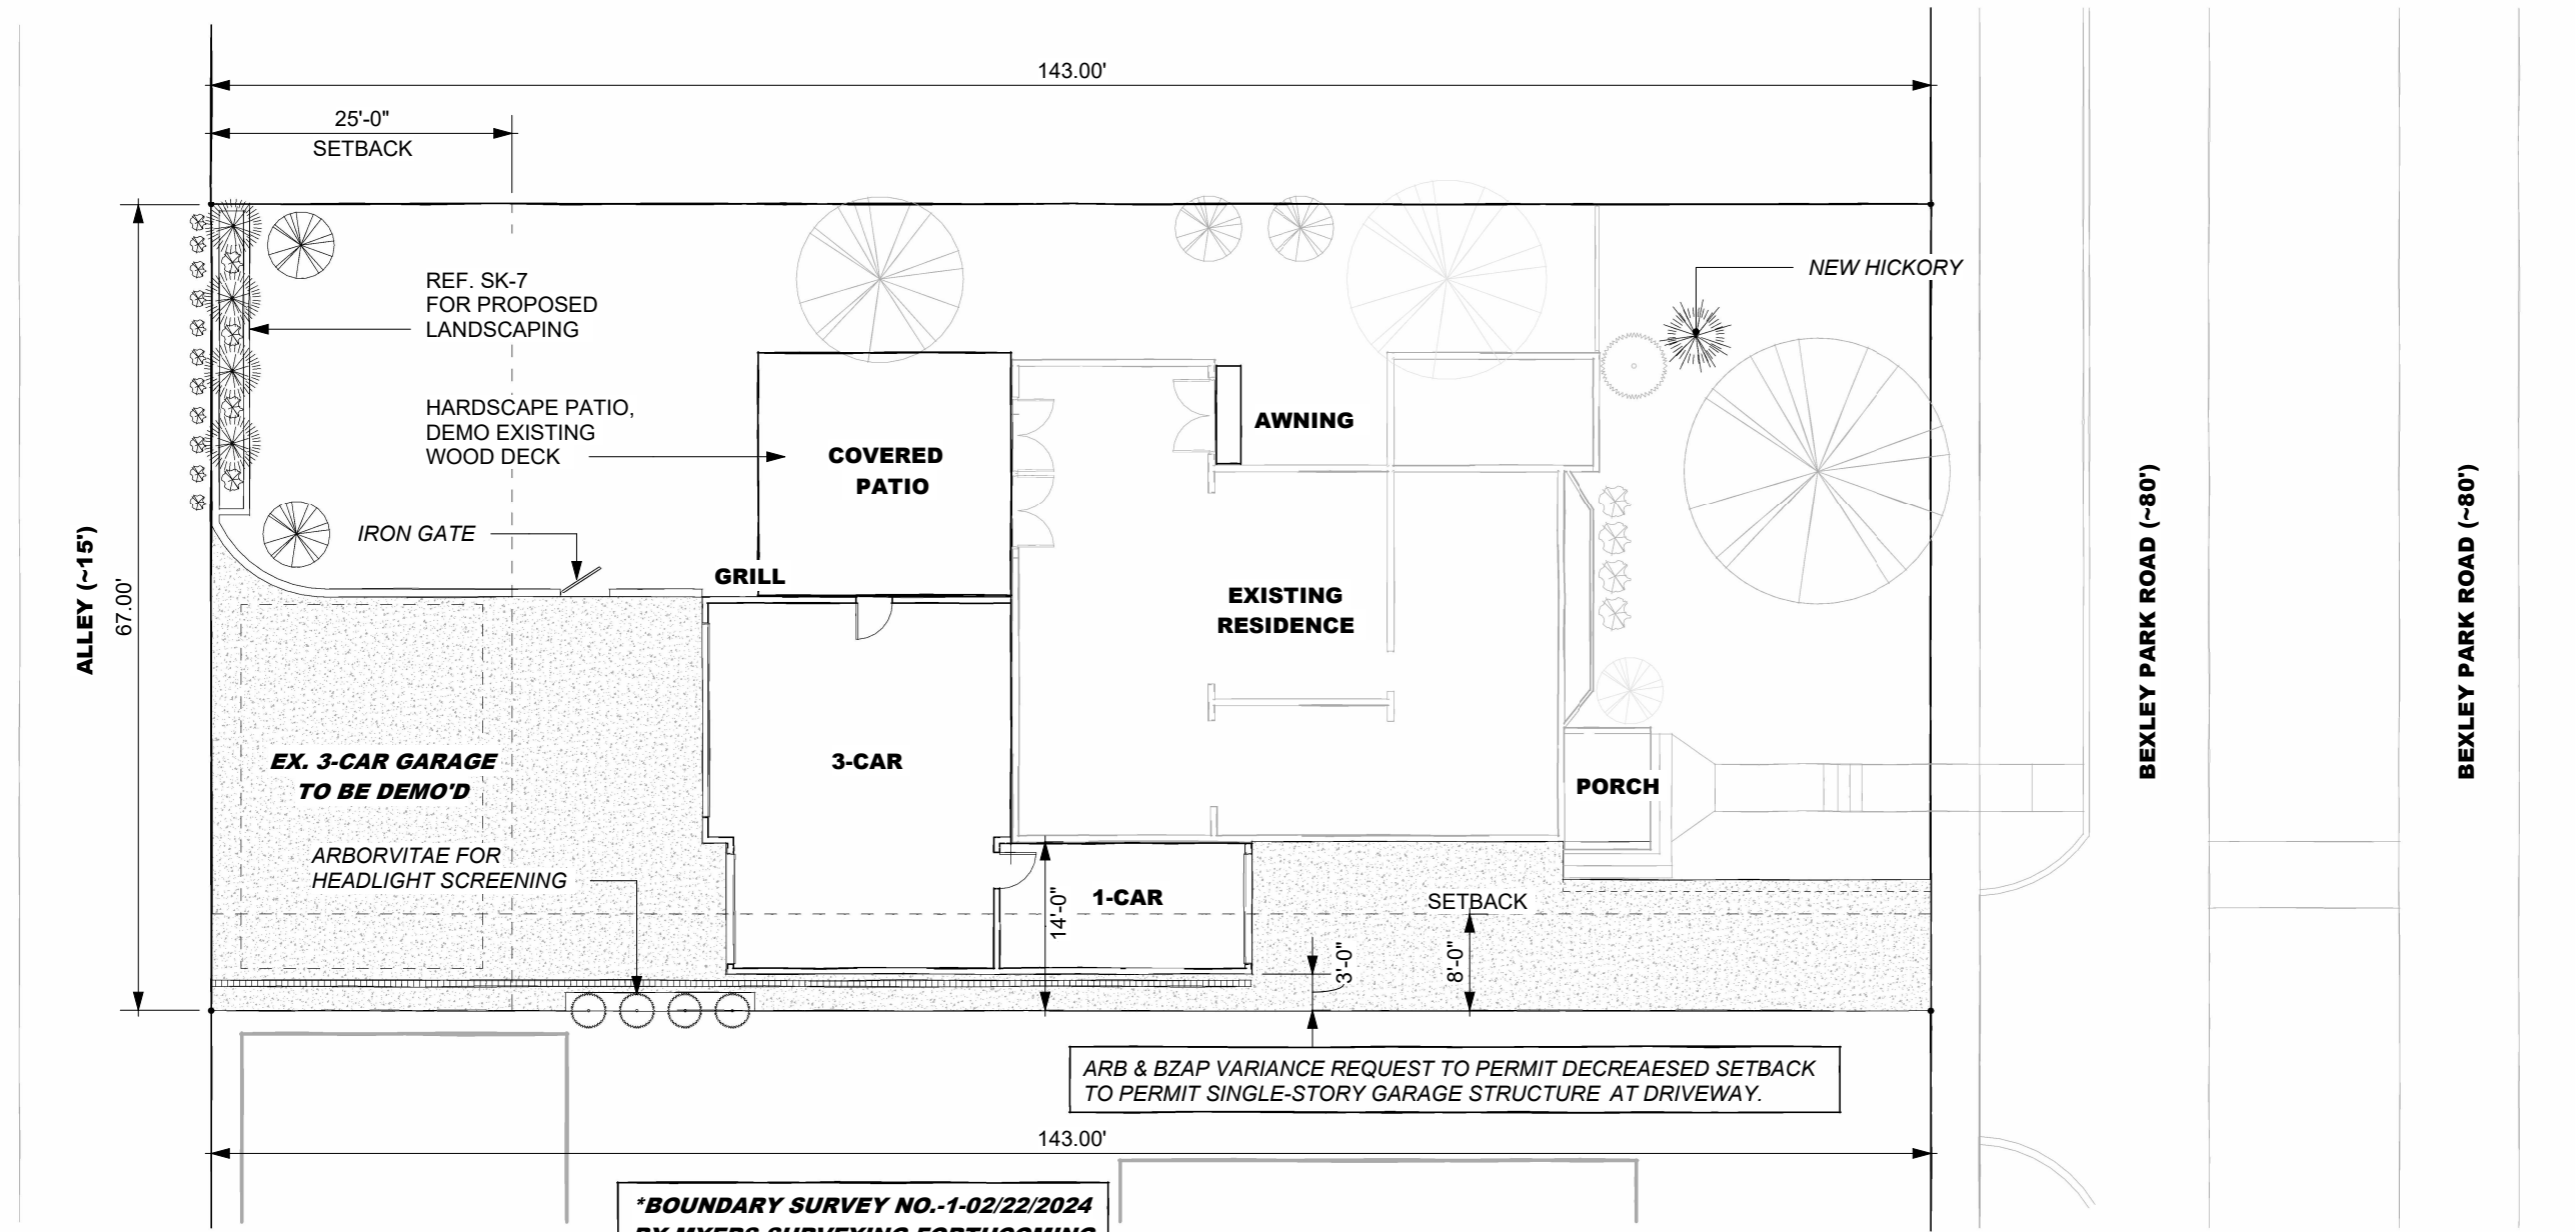 143.00'
25'-0"
SETBACK
REF. SK-7
FOR PROPOSED
LANDSCAPING
NEW HICKORY
HARDSCAPE PATIO,
DEMO EXISTING
WOOD DECK
AWNING
COVERED
PATIO
IRON GATE
GRILL
ALLEY (~15')
67.00'
EXISTING
RESIDENCE
BEXLEY PARK ROAD (~80')
BEXLEY PARK ROAD (~80')
EX. 3-CAR GARAGE
TO BE DEMO'D
3-CAR
PORCH
ARBORVITAE FOR
HEADLIGHT SCREENING
1-CAR
14'-0"
SETBACK
3'-0"
8'-0"
ARB & BZAP VARIANCE REQUEST TO PERMIT DECREAESED SETBACK
TO PERMIT SINGLE-STORY GARAGE STRUCTURE AT DRIVEWAY.
143.00'
*BOUNDARY SURVEY NO.-1-02/22/2024
BY MYERS SURVEYING FORTHCOMING